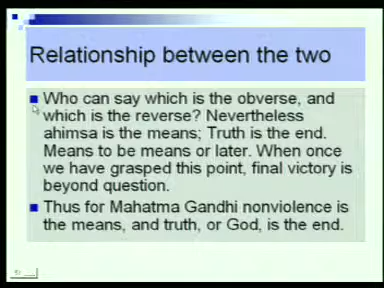 Relationship between the two
Who can say which is the obverse, and
which is the reverse? Nevertheless
ahimsa is the means; Truth is the end.
Means to be means or later. When once
we have grasped this point, final victory is
beyond question.
Thus for Mahatma Gandhi nonviolence is
the means, and truth, or God, is the end.